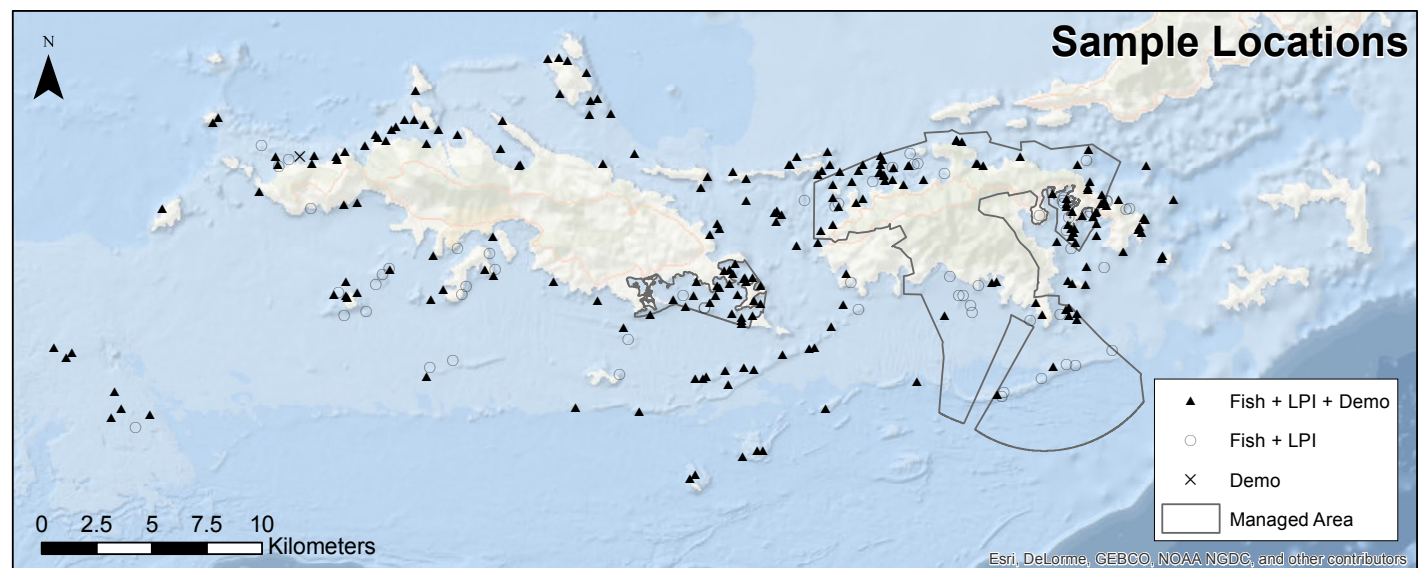 Sample Locations
N
Fish + LPI + Demo
Fish + LPI
Demo
Managed Area
0 2.5 5 7.5 10
Kilometers
Esri, DeLorme, GEBCO, NOAA NGDC, and other contributors